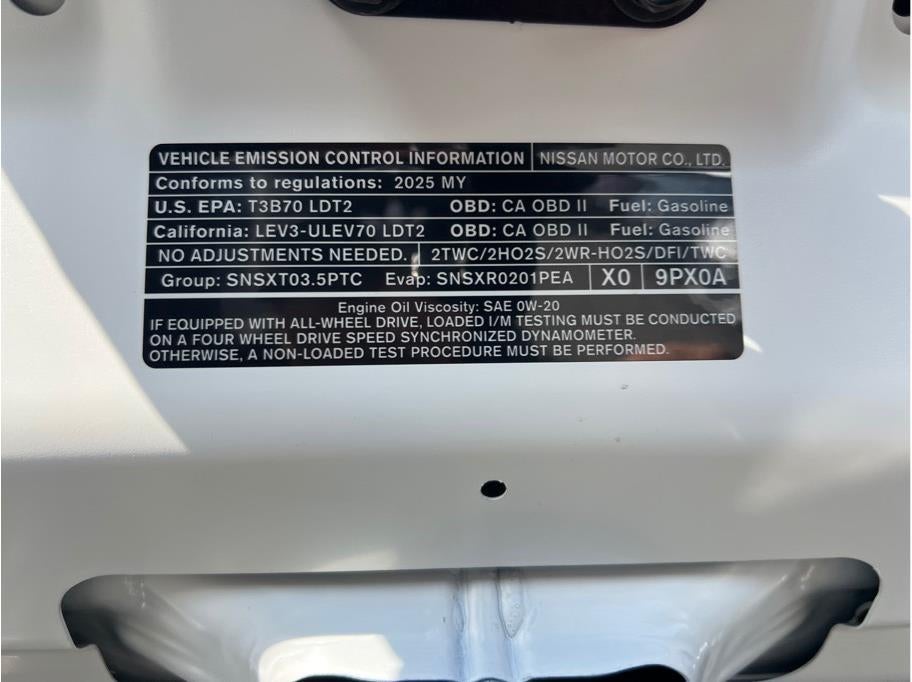 VEHICLE EMISSION CONTROL INFORMATION NISSAN MOTOR CO., LTD.
Conforms to regulations: 2025 MY
U.S. EPA: T3B70 LDT2 OBD: CA OBD II Fuel: Gasoline
California: LEV3-ULEV70 LDT2 OBD: CA OBD II Fuel: Gasoline
NO ADJUSTMENTS NEEDED. 2TWC/2HO2S/2WR-HO2S/DFI/TWC
Group: SNSXT03.5PTC Evap: SNSXR0201PEA X0 9PX0A
Engine Oil Viscosity: SAE 0W-20
IF EQUIPPED WITH ALL-WHEEL DRIVE, LOADED I/M TESTING MUST BE CONDUCTED
ON A FOUR WHEEL DRIVE SPEED SYNCHRONIZED DYNAMOMETER.
OTHERWISE, A NON-LOADED TEST PROCEDURE MUST BE PERFORMED.